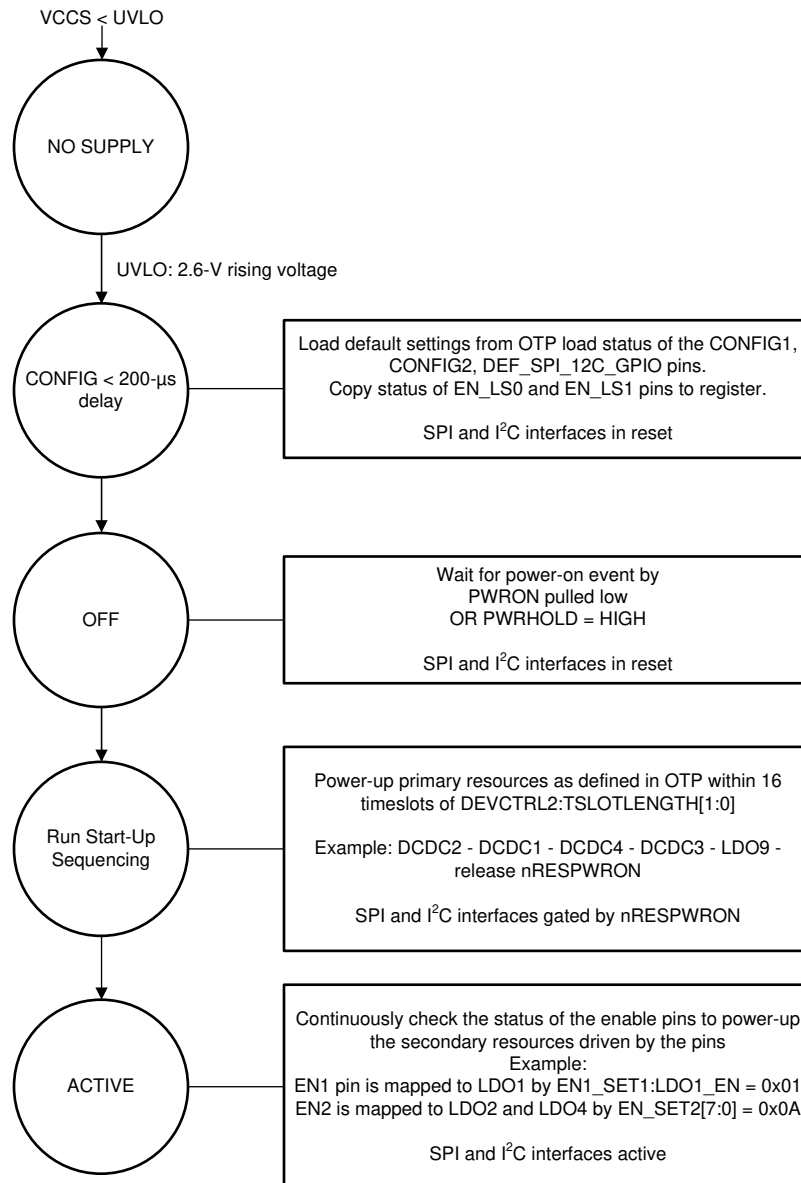 VCCS < UVLO
NO SUPPLY
UVLO: 2.6-V rising voltage
CONFIG < 200-µs
delay
Load default settings from OTP load status of the CONFIG1,
CONFIG2, DEF_SPI_12C_GPIO pins.
Copy status of EN_LS0 and EN_LS1 pins to register.
SPI and I²C interfaces in reset
OFF
Wait for power-on event by
PWRON pulled low
OR PWRHOLD = HIGH
SPI and I²C interfaces in reset
Run Start-Up
Sequencing
Power-up primary resources as defined in OTP within 16
timeslots of DEVCTRL2:TSLOTLENGTH[1:0]
Example: DCDC2 - DCDC1 - DCDC4 - DCDC3 - LDO9 -
release nRESPWRON
SPI and I²C interfaces gated by nRESPWRON
ACTIVE
Continuously check the status of the enable pins to power-up
the secondary resources driven by the pins
Example:
EN1 pin is mapped to LDO1 by EN1_SET1:LDO1_EN = 0x01
EN2 is mapped to LDO2 and LDO4 by EN_SET2[7:0] = 0x0A
SPI and I²C interfaces active